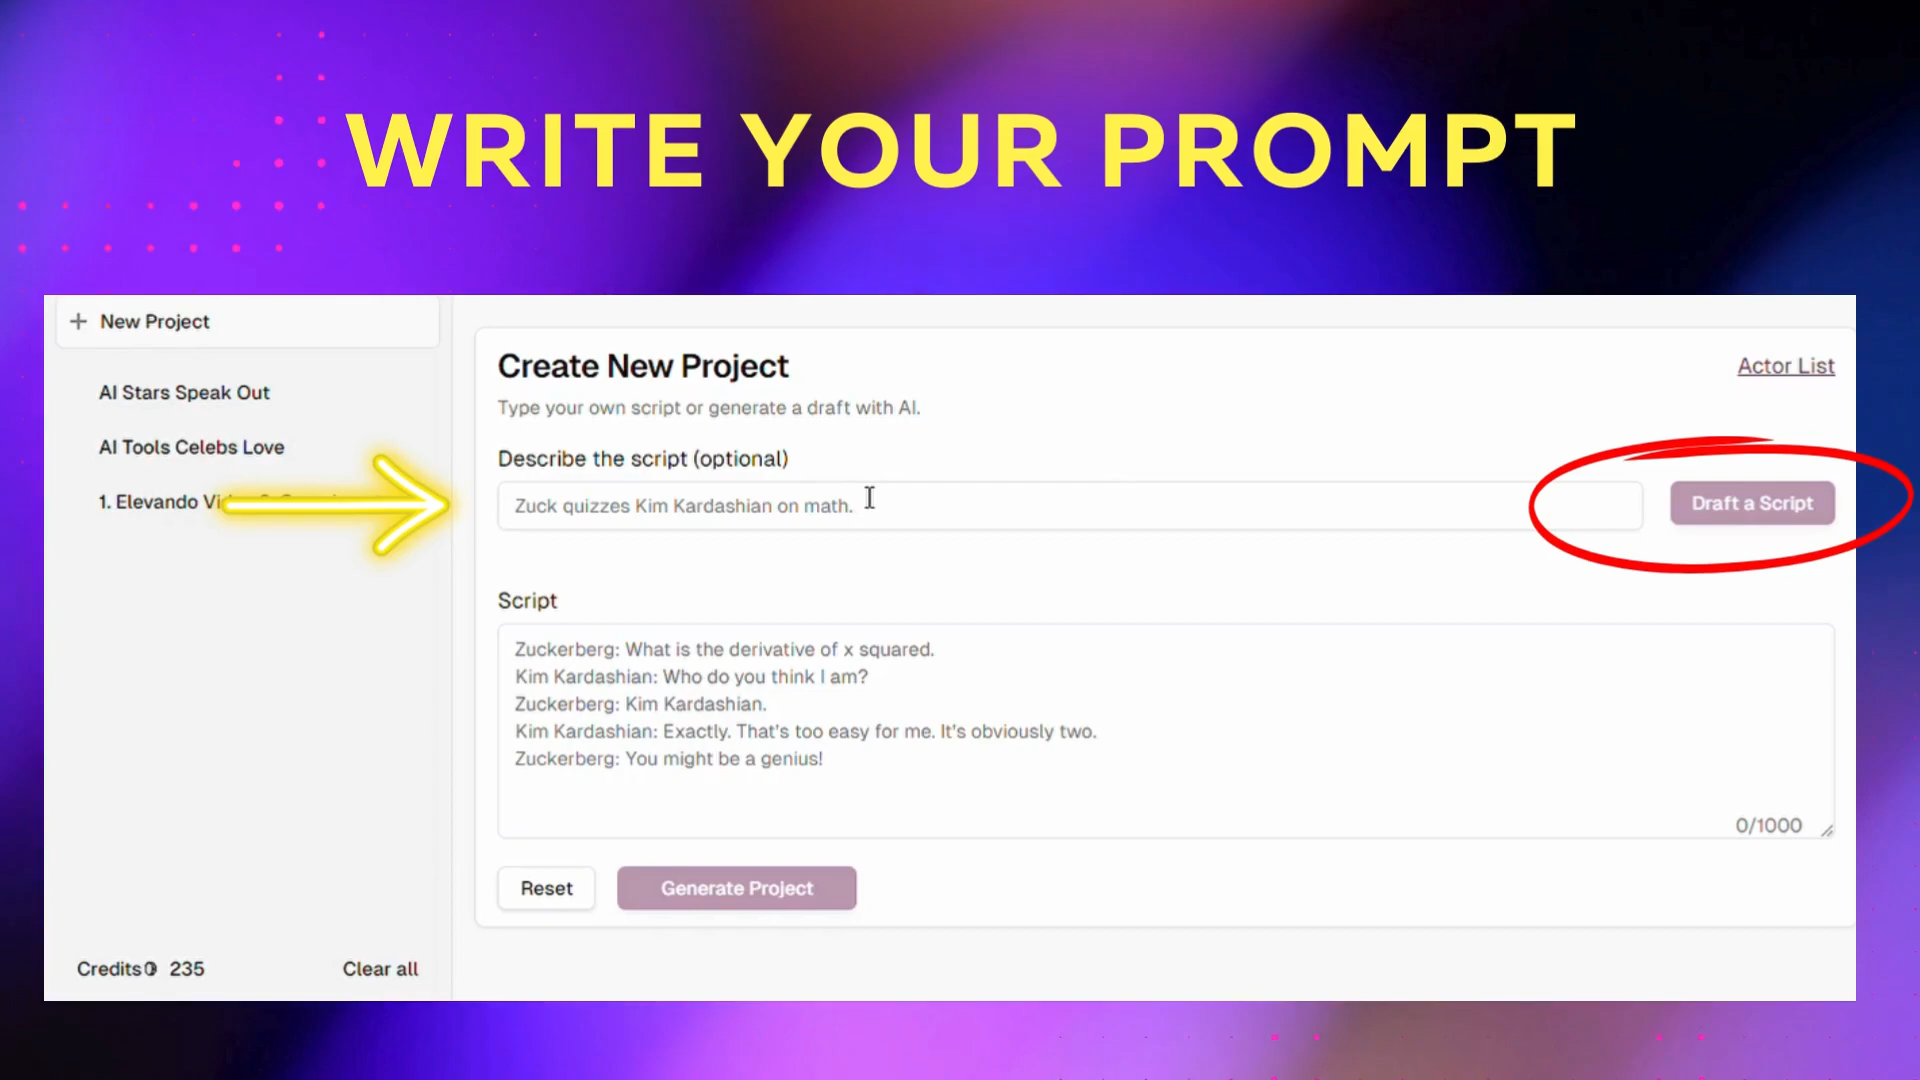 WRITE YOUR PROMPT
+ New Project
AI Stars Speak Out
AI Tools Celebs Love
1. Elevando
Credits 235
Clear all
Create New Project
Actor List
Type your own script or generate a draft with AI.
Describe the script (optional)
Zuck quizzes Kim Kardashian on math.
Draft a Script
Script
Zuckerberg: What is the derivative of x squared.
Kim Kardashian: Who do you think I am?
Zuckerberg: Kim Kardashian.
Kim Kardashian: Exactly. That's too easy for me. It's obviously two.
Zuckerberg: You might be a genius!
0/1000
Reset
Generate Project